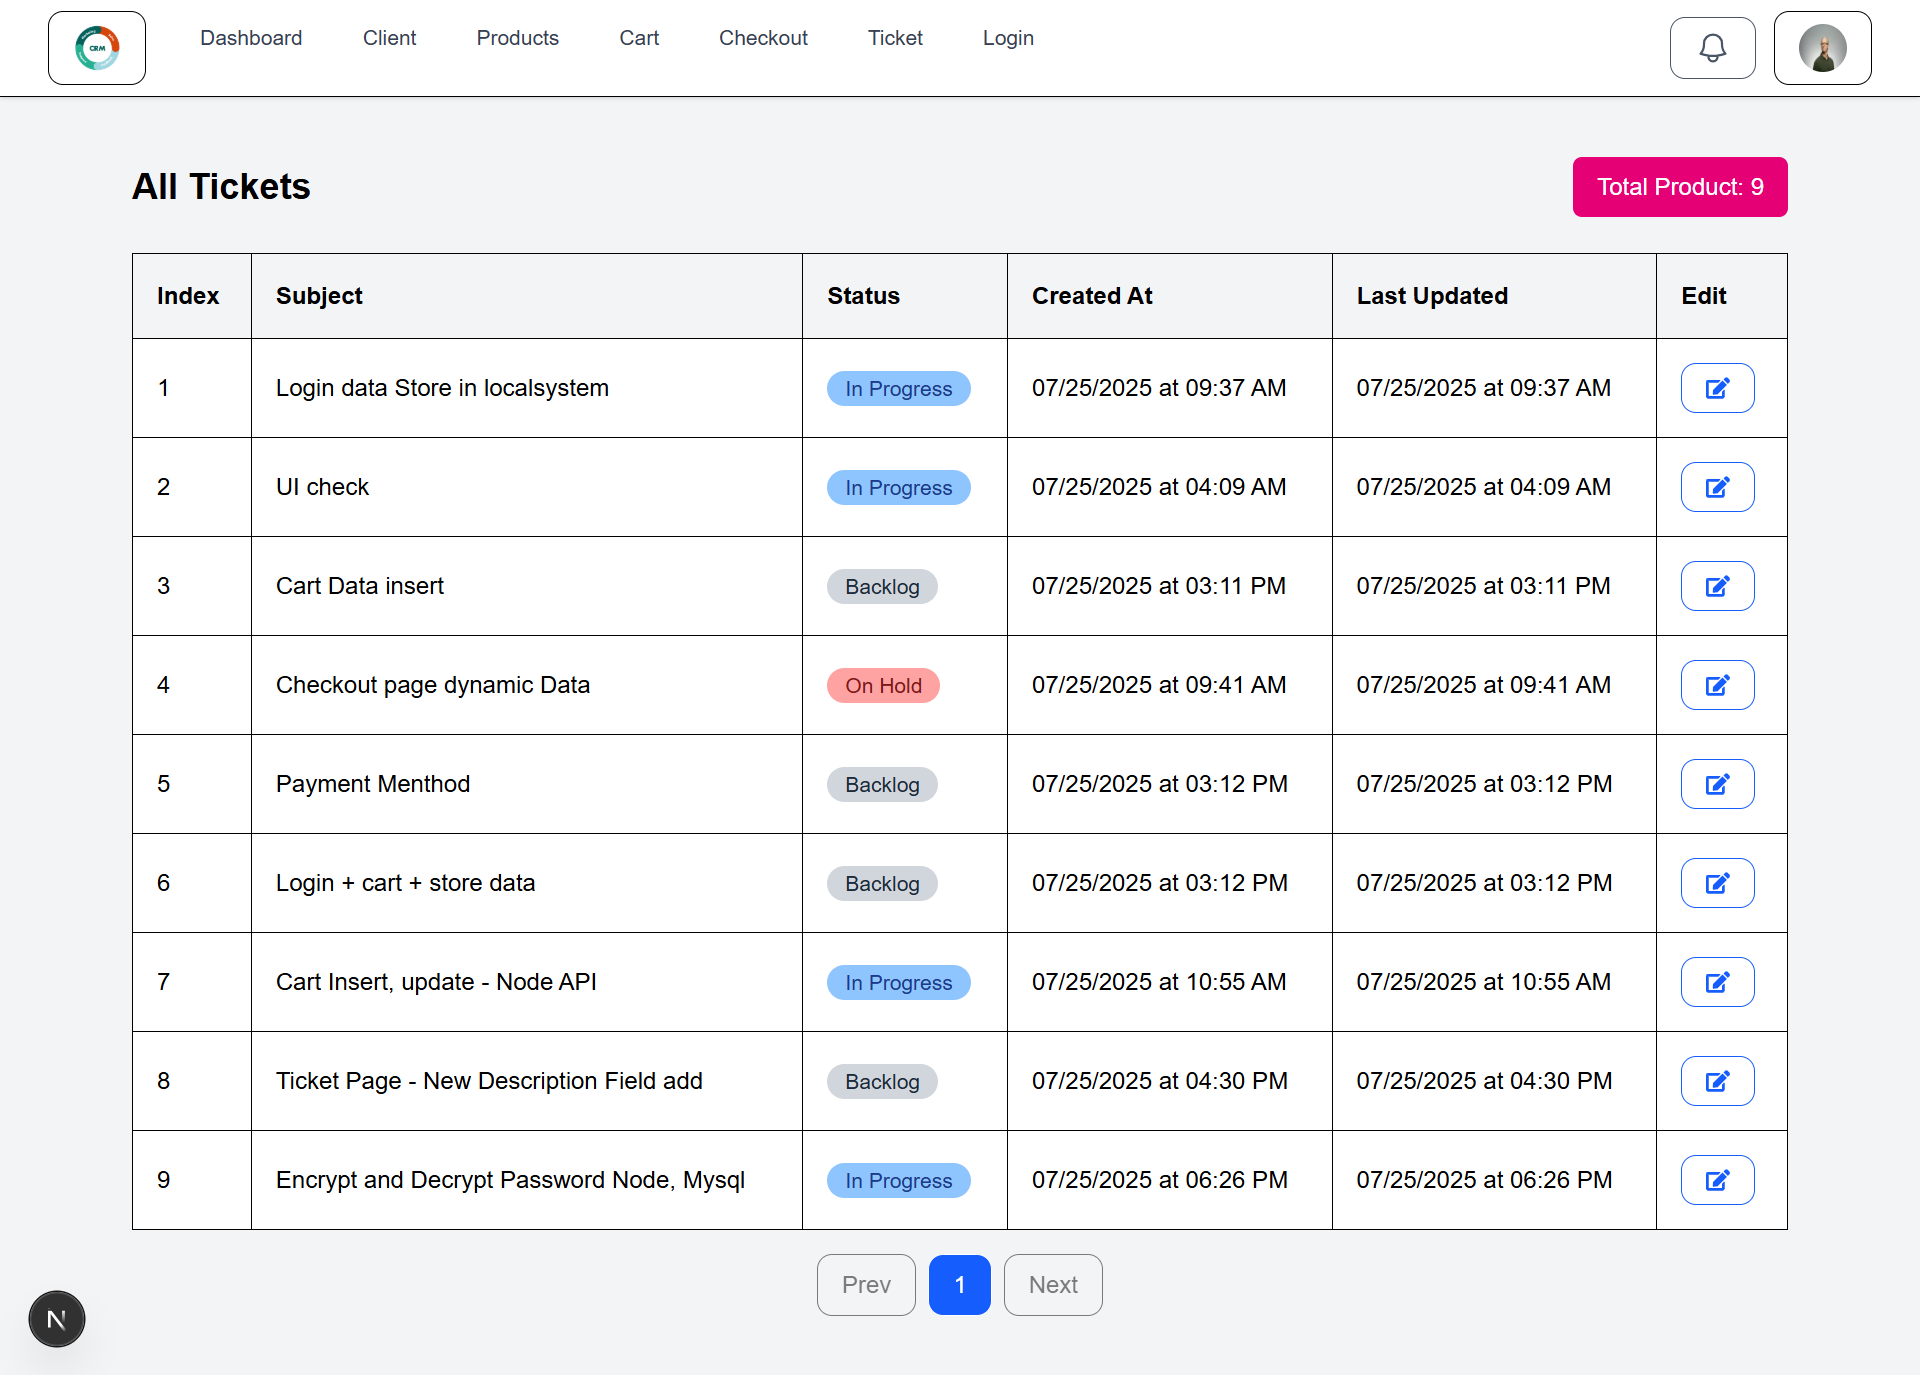 CRM
Dashboard Client Products Cart Checkout Ticket Login
All Tickets
Total Product: 9
Index Subject Status Created At Last Updated Edit
1 Login data Store in localsystem In Progress 07/25/2025 at 09:37 AM 07/25/2025 at 09:37 AM
2 UI check In Progress 07/25/2025 at 04:09 AM 07/25/2025 at 04:09 AM
3 Cart Data insert Backlog 07/25/2025 at 03:11 PM 07/25/2025 at 03:11 PM
4 Checkout page dynamic Data On Hold 07/25/2025 at 09:41 AM 07/25/2025 at 09:41 AM
5 Payment Menthod Backlog 07/25/2025 at 03:12 PM 07/25/2025 at 03:12 PM
6 Login + cart + store data Backlog 07/25/2025 at 03:12 PM 07/25/2025 at 03:12 PM
7 Cart Insert, update - Node API In Progress 07/25/2025 at 10:55 AM 07/25/2025 at 10:55 AM
8 Ticket Page - New Description Field add Backlog 07/25/2025 at 04:30 PM 07/25/2025 at 04:30 PM
9 Encrypt and Decrypt Password Node, Mysql In Progress 07/25/2025 at 06:26 PM 07/25/2025 at 06:26 PM
Prev 1 Next
N